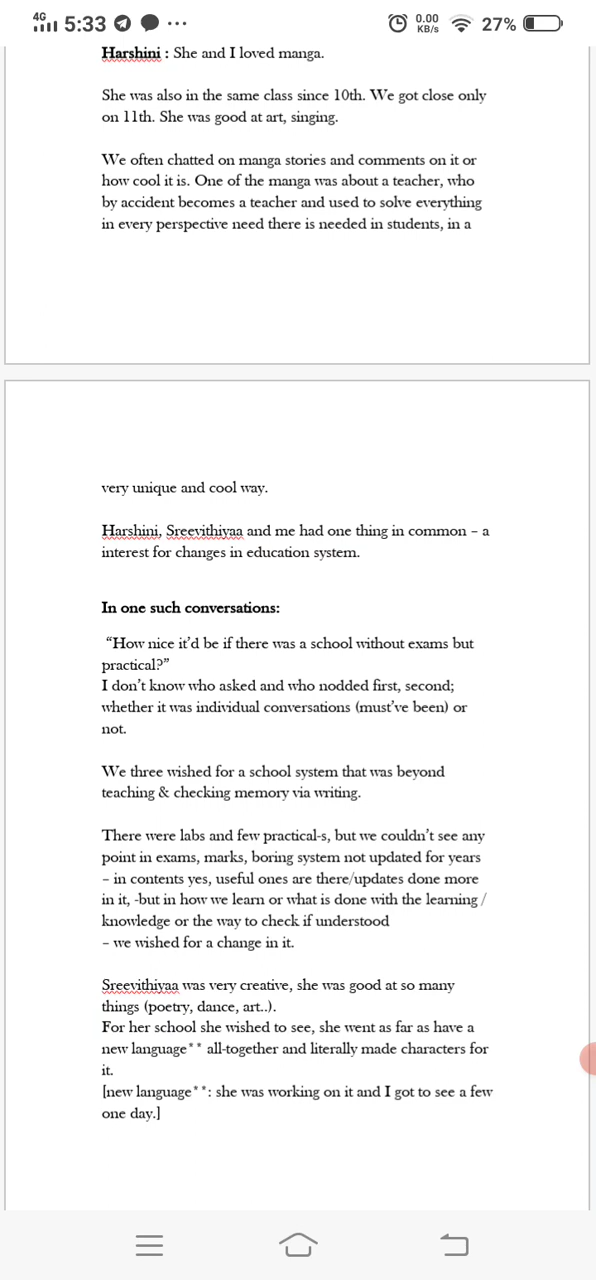 4G 5:33 ... 0.00 KB/s 27%
Harshini : She and I loved manga.
She was also in the same class since 10th. We got close only
on 11th. She was good at art, singing.
We often chatted on manga stories and comments on it or
how cool it is. One of the manga was about a teacher, who
by accident becomes a teacher and used to solve everything
in every perspective need there is needed in students, in a
very unique and cool way.
Harshini, Sreevithiyaa and me had one thing in common – a
interest for changes in education system.
In one such conversations:
“How nice it’d be if there was a school without exams but
practical?”
I don’t know who asked and who nodded first, second;
whether it was individual conversations (must’ve been) or
not.
We three wished for a school system that was beyond
teaching & checking memory via writing.
There were labs and few practical-s, but we couldn’t see any
point in exams, marks, boring system not updated for years
– in contents yes, useful ones are there/updates done more
in it, -but in how we learn or what is done with the learning /
knowledge or the way to check if understood
– we wished for a change in it.
Sreevithiyaa was very creative, she was good at so many
things (poetry, dance, art..).
For her school she wished to see, she went as far as have a
new language** all-together and literally made characters for
it.
[new language**: she was working on it and I got to see a few
one day.]